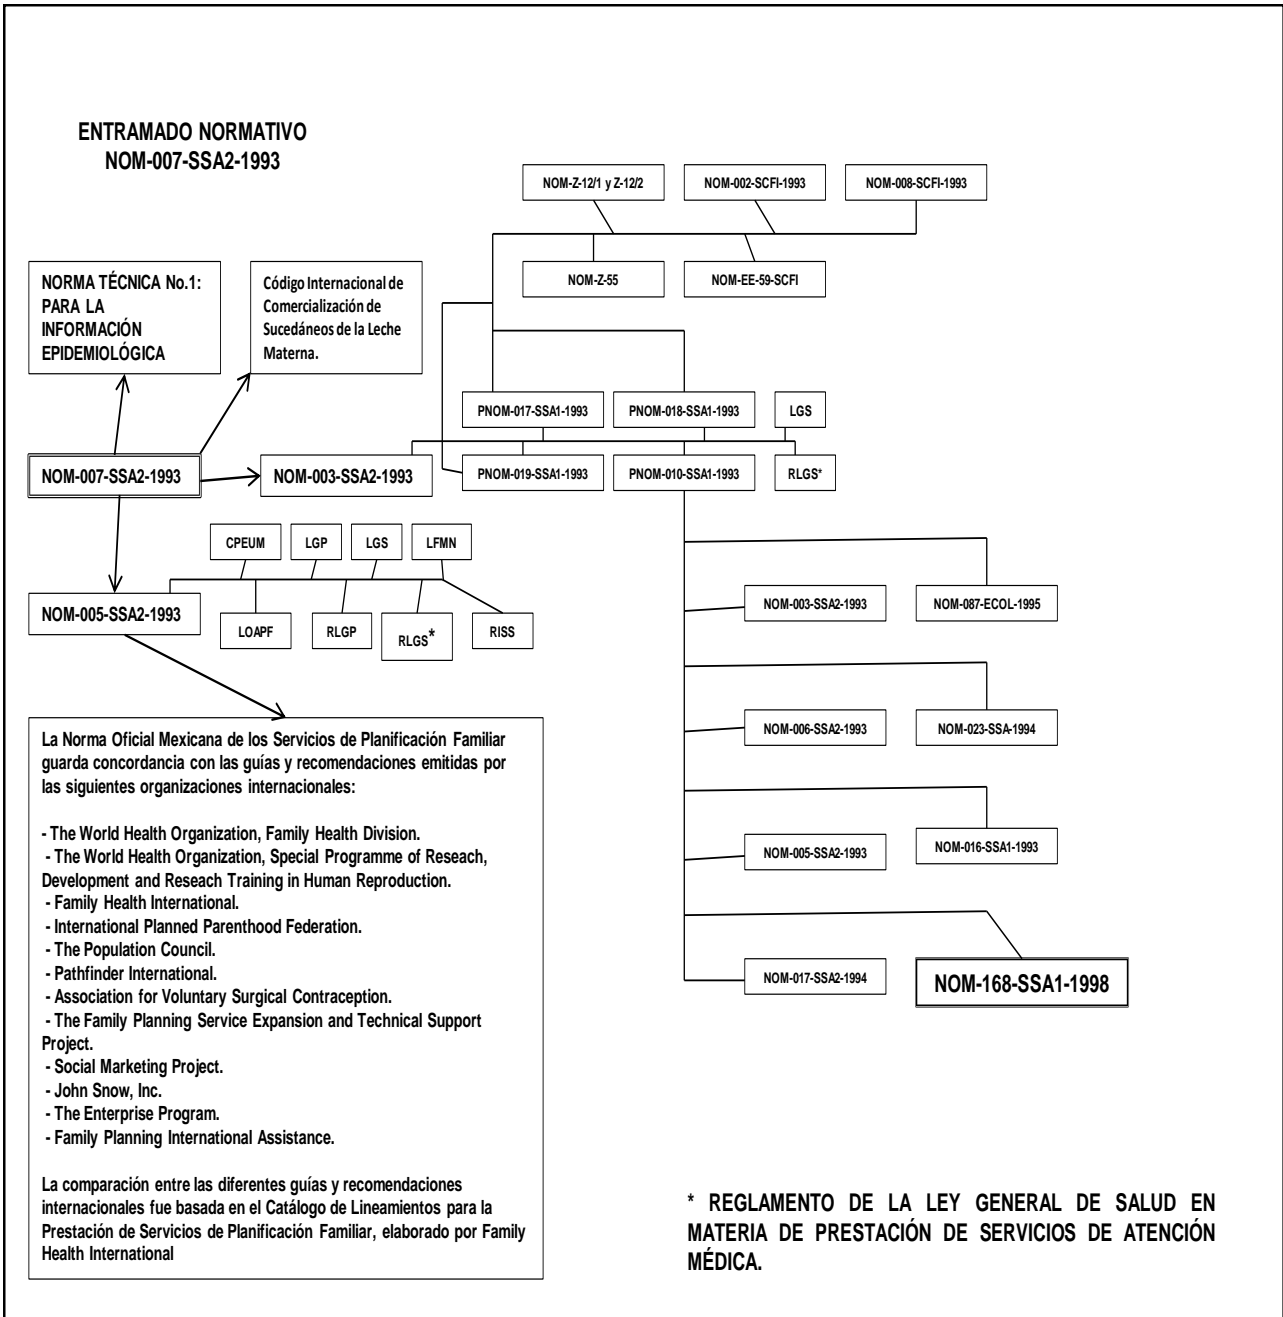 ENTRAMADO NORMATIVO
NOM-007-SSA2-1993
NOM-Z-12/1 y Z-12/2
NOM-002-SCFI-1993
NOM-008-SCFI-1993
NOM-Z-55
NOM-EE-59-SCFI
NORMA TÉCNICA No.1:
PARA LA
INFORMACIÓN
EPIDEMIOLÓGICA
Código Internacional de
Comercialización de
Sucedáneos de la Leche
Materna.
PNOM-017-SSA1-1993
PNOM-018-SSA1-1993
LGS
NOM-007-SSA2-1993
NOM-003-SSA2-1993
PNOM-019-SSA1-1993
PNOM-010-SSA1-1993
RLGS*
CPEUM
LGP
LGS
LFMN
NOM-005-SSA2-1993
LOAPF
RLGP
RLGS*
RISS
NOM-003-SSA2-1993
NOM-087-ECOL-1995
NOM-006-SSA2-1993
NOM-023-SSA-1994
NOM-005-SSA2-1993
NOM-016-SSA1-1993
NOM-017-SSA2-1994
NOM-168-SSA1-1998
La Norma Oficial Mexicana de los Servicios de Planificación Familiar
guarda concordancia con las guías y recomendaciones emitidas por
las siguientes organizaciones internacionales:
- The World Health Organization, Family Health Division.
- The World Health Organization, Special Programme of Reseach,
Development and Reseach Training in Human Reproduction.
- Family Health International.
- International Planned Parenthood Federation.
- The Population Council.
- Pathfinder International.
- Association for Voluntary Surgical Contraception.
- The Family Planning Service Expansion and Technical Support
Project.
- Social Marketing Project.
- John Snow, Inc.
- The Enterprise Program.
- Family Planning International Assistance.
La comparación entre las diferentes guías y recomendaciones
internacionales fue basada en el Catálogo de Lineamientos para la
Prestación de Servicios de Planificación Familiar, elaborado por Family
Health International
* REGLAMENTO DE LA LEY GENERAL DE SALUD EN
MATERIA DE PRESTACIÓN DE SERVICIOS DE ATENCIÓN
MÉDICA.